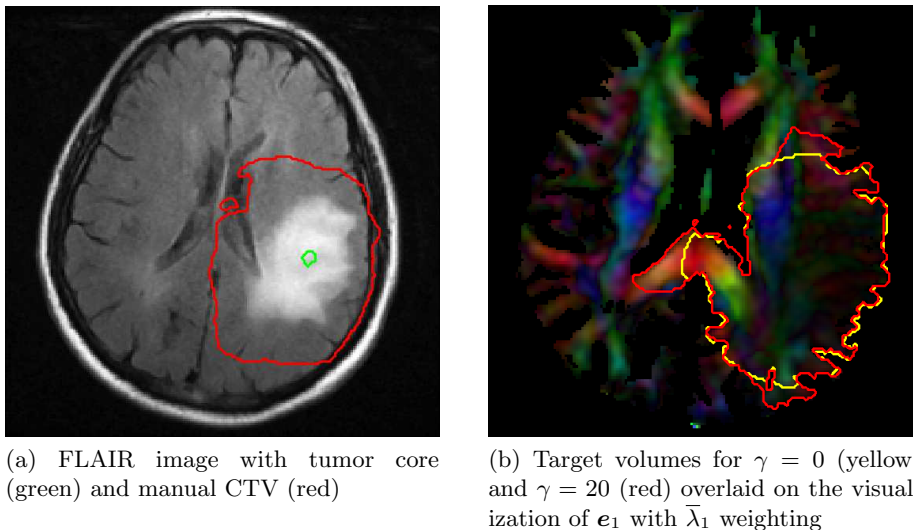 (a) FLAIR image with tumor core
(green) and manual CTV (red)
(b) Target volumes for γ = 0 (yellow
and γ = 20 (red) overlaid on the visual
ization of e₁ with λ̅₁ weighting